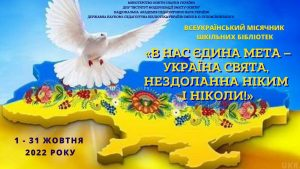 МІНІСТЕРСТВО ОСВІТИ І НАУКИ УКРАЇНИ
ДНУ "ІНСТИТУТ МОДЕРНІЗАЦІЇ ЗМІСТУ ОСВІТИ"
НАЦІОНАЛЬНА АКАДЕМІЯ ПЕДАГОГІЧНИХ НАУК УКРАЇНИ
ДЕРЖАВНА НАУКОВО-ПЕДАГОГІЧНА БІБЛІОТЕКА УКРАЇНИ ІМЕНІ В. О. СУХОМЛИНСЬКОГО
ВСЕУКРАЇНСЬКИЙ МІСЯЧНИК
ШКІЛЬНИХ БІБЛІОТЕК
«В НАС ЄДИНА МЕТА –
УКРАЇНА СВЯТА,
НЕЗДОЛАННА НІКИМ
І НІКОЛИ!»
1 - 31 ЖОВТНЯ
2022 РОКУ